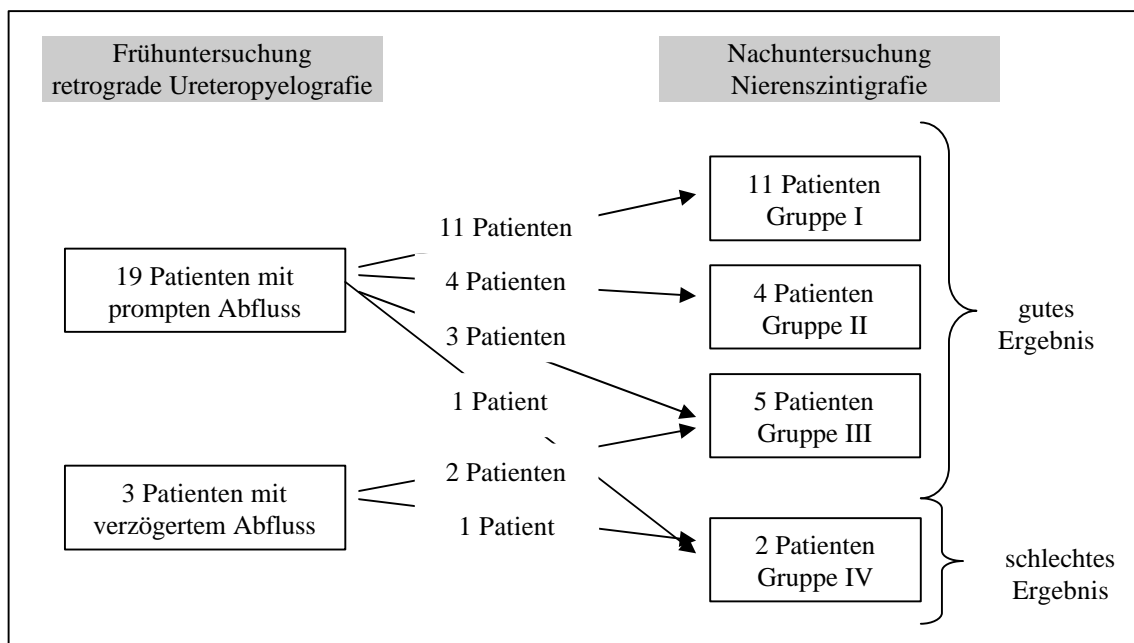 Frühuntersuchung
retrograde Ureteropyelografie
Nachuntersuchung
Nierenszintigrafie
19 Patienten mit
prompten Abfluss
3 Patienten mit
verzögertem Abfluss
11 Patienten
4 Patienten
3 Patienten
1 Patient
2 Patienten
1 Patient
11 Patienten
Gruppe I
4 Patienten
Gruppe II
5 Patienten
Gruppe III
2 Patienten
Gruppe IV
gutes
Ergebnis
schlechtes
Ergebnis